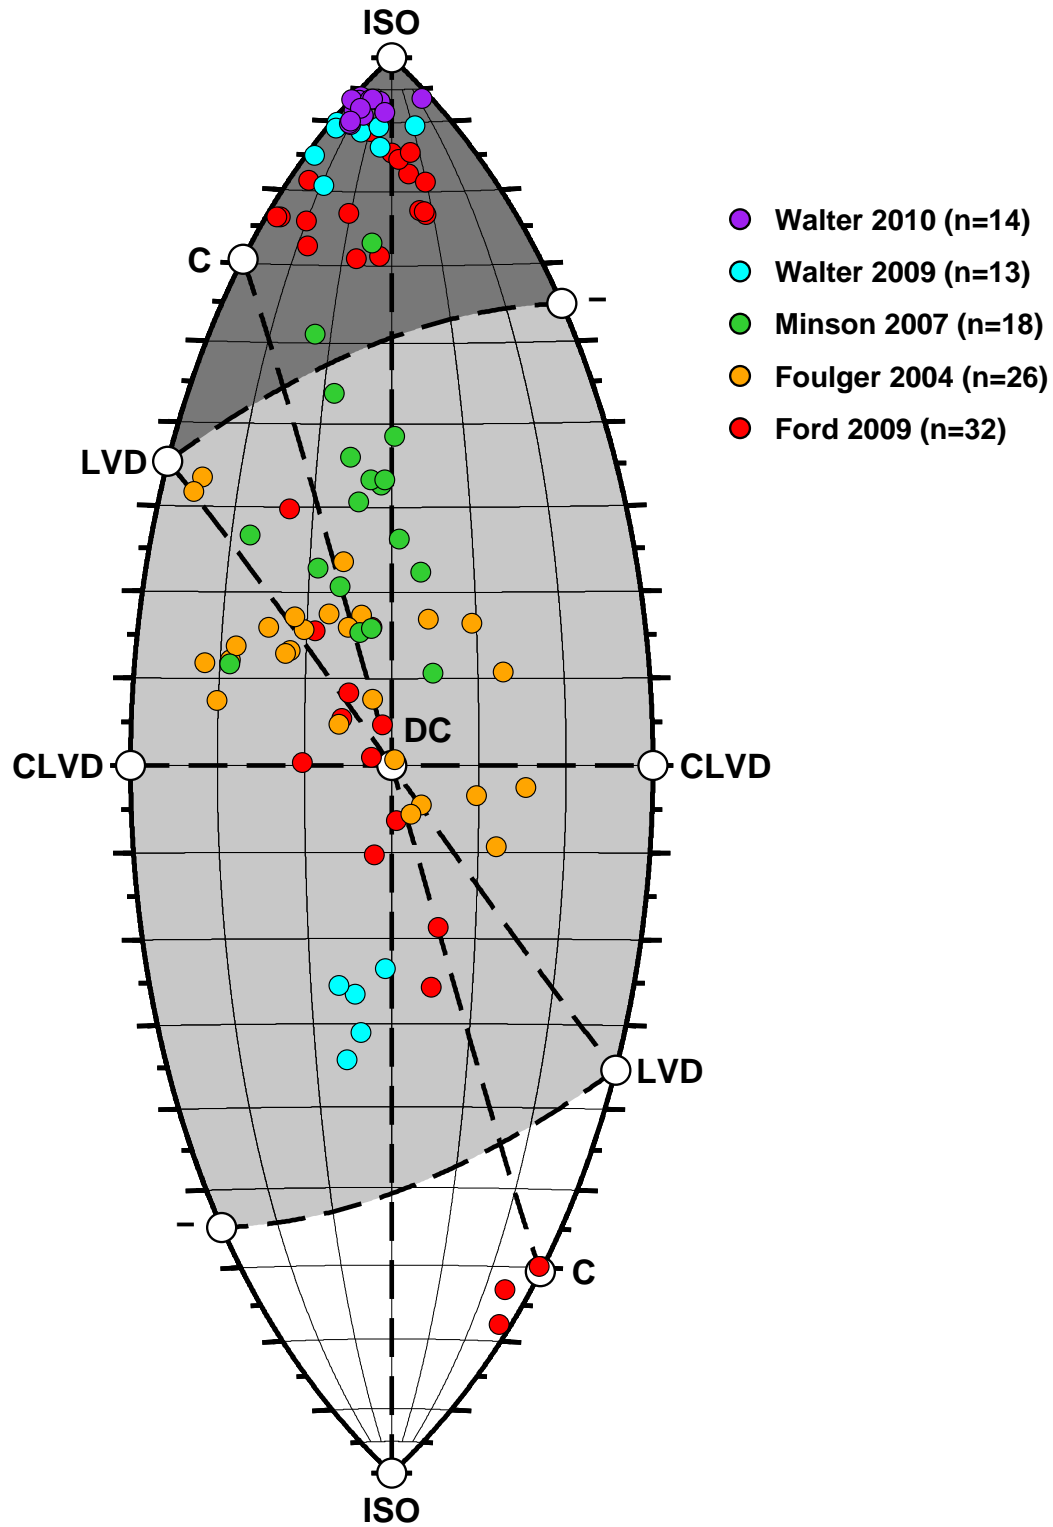 ISO
C
–
LVD
DC
CLVD
CLVD
LVD
–
C
ISO
Walter 2010 (n=14)
Walter 2009 (n=13)
Minson 2007 (n=18)
Foulger 2004 (n=26)
Ford 2009 (n=32)